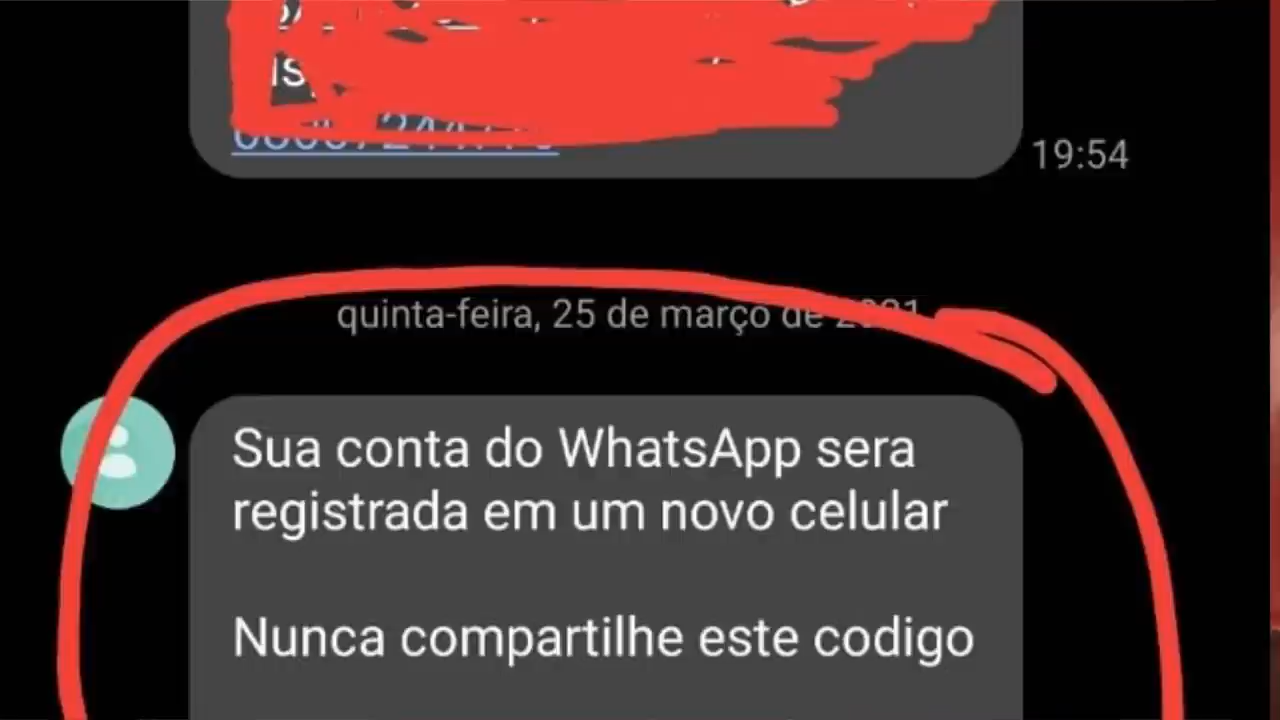 19:54
quinta-feira, 25 de março de 2021
Sua conta do WhatsApp sera
registrada em um novo celular
Nunca compartilhe este codigo